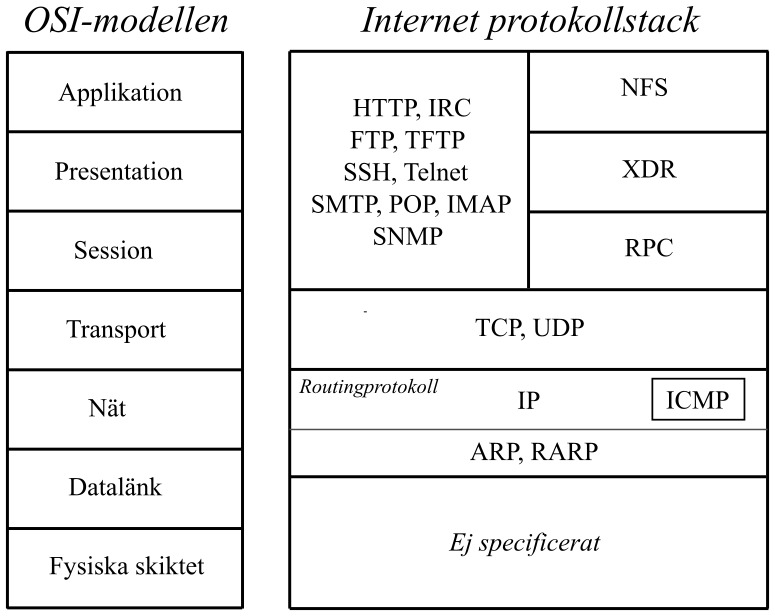 OSI-modellen
Applikation
Presentation
Session
Transport
Nät
Datalänk
Fysiska skiktet
Internet protokollstack
HTTP, IRC
FTP, TFTP
SSH, Telnet
SMTP, POP, IMAP
SNMP
NFS
XDR
RPC
TCP, UDP
Routingprotokoll
IP
ICMP
ARP, RARP
Ej specificerat